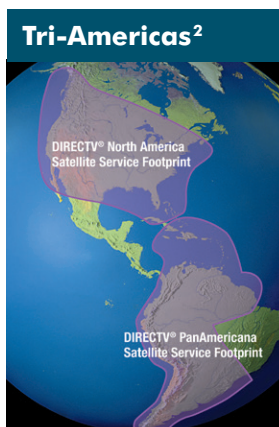 Tri-Americas²
DIRECTV® North America
Satellite Service Footprint
DIRECTV® PanAmericana
Satellite Service Footprint